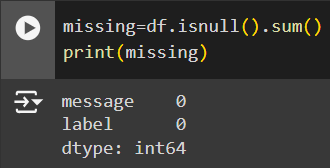 missing=df.isnull().sum()
print(missing)
message    0
label      0
dtype: int64